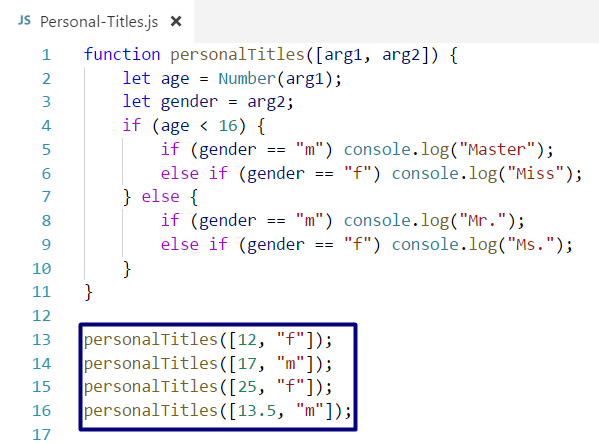 JS Personal-Titles.js ×
1 function personalTitles([arg1, arg2]) {
2     let age = Number(arg1);
3     let gender = arg2;
4     if (age < 16) {
5         if (gender == "m") console.log("Master");
6         else if (gender == "f") console.log("Miss");
7     } else {
8         if (gender == "m") console.log("Mr.");
9         else if (gender == "f") console.log("Ms.");
10     }
11 }
12
13 personalTitles([12, "f"]);
14 personalTitles([17, "m"]);
15 personalTitles([25, "f"]);
16 personalTitles([13.5, "m"]);
17